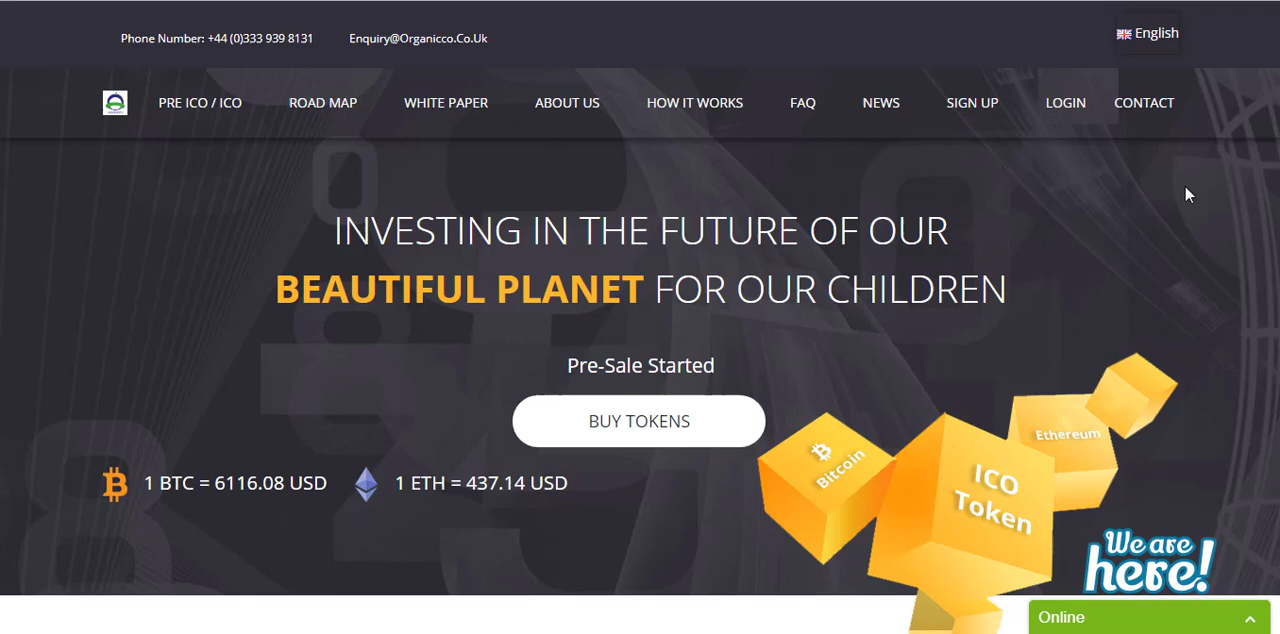 Phone Number: +44 (0)333 939 8131 Enquiry@Organicco.Co.Uk
English
PRE ICO / ICO ROAD MAP WHITE PAPER ABOUT US HOW IT WORKS FAQ NEWS SIGN UP LOGIN CONTACT
INVESTING IN THE FUTURE OF OUR
BEAUTIFUL PLANET FOR OUR CHILDREN
Pre-Sale Started
BUY TOKENS
1 BTC = 6116.08 USD 1 ETH = 437.14 USD
Bitcoin
Ethereum
ICO
Token
We are
here!
Online